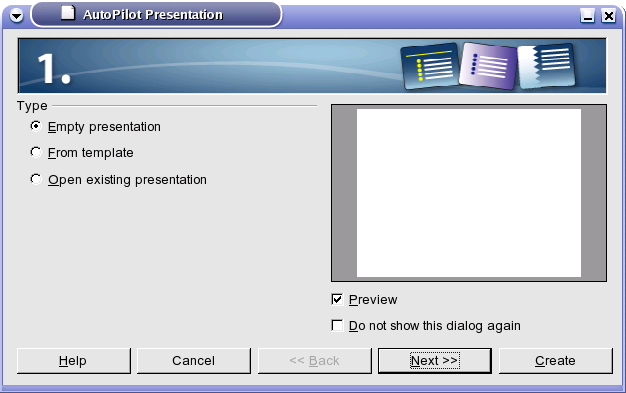 AutoPilot Presentation
1.
Type
Empty presentation
From template
Open existing presentation
Preview
Do not show this dialog again
Help Cancel << Back Next >> Create